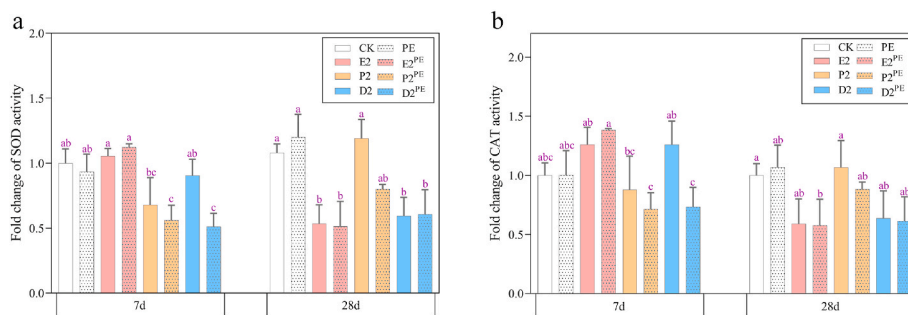 a
Fold change of SOD activity
2.0
1.5
1.0
0.5
0.0
CK PE
E2 E2PE
P2 P2PE
D2 D2PE
ab ab a a bc c ab c
a a b b a ab b b
7d 28d
b
Fold change of CAT activity
2.0
1.5
1.0
0.5
0.0
CK PE
E2 E2PE
P2 P2PE
D2 D2PE
abc abc ab a bc c ab c
a ab ab b a ab ab ab
7d 28d